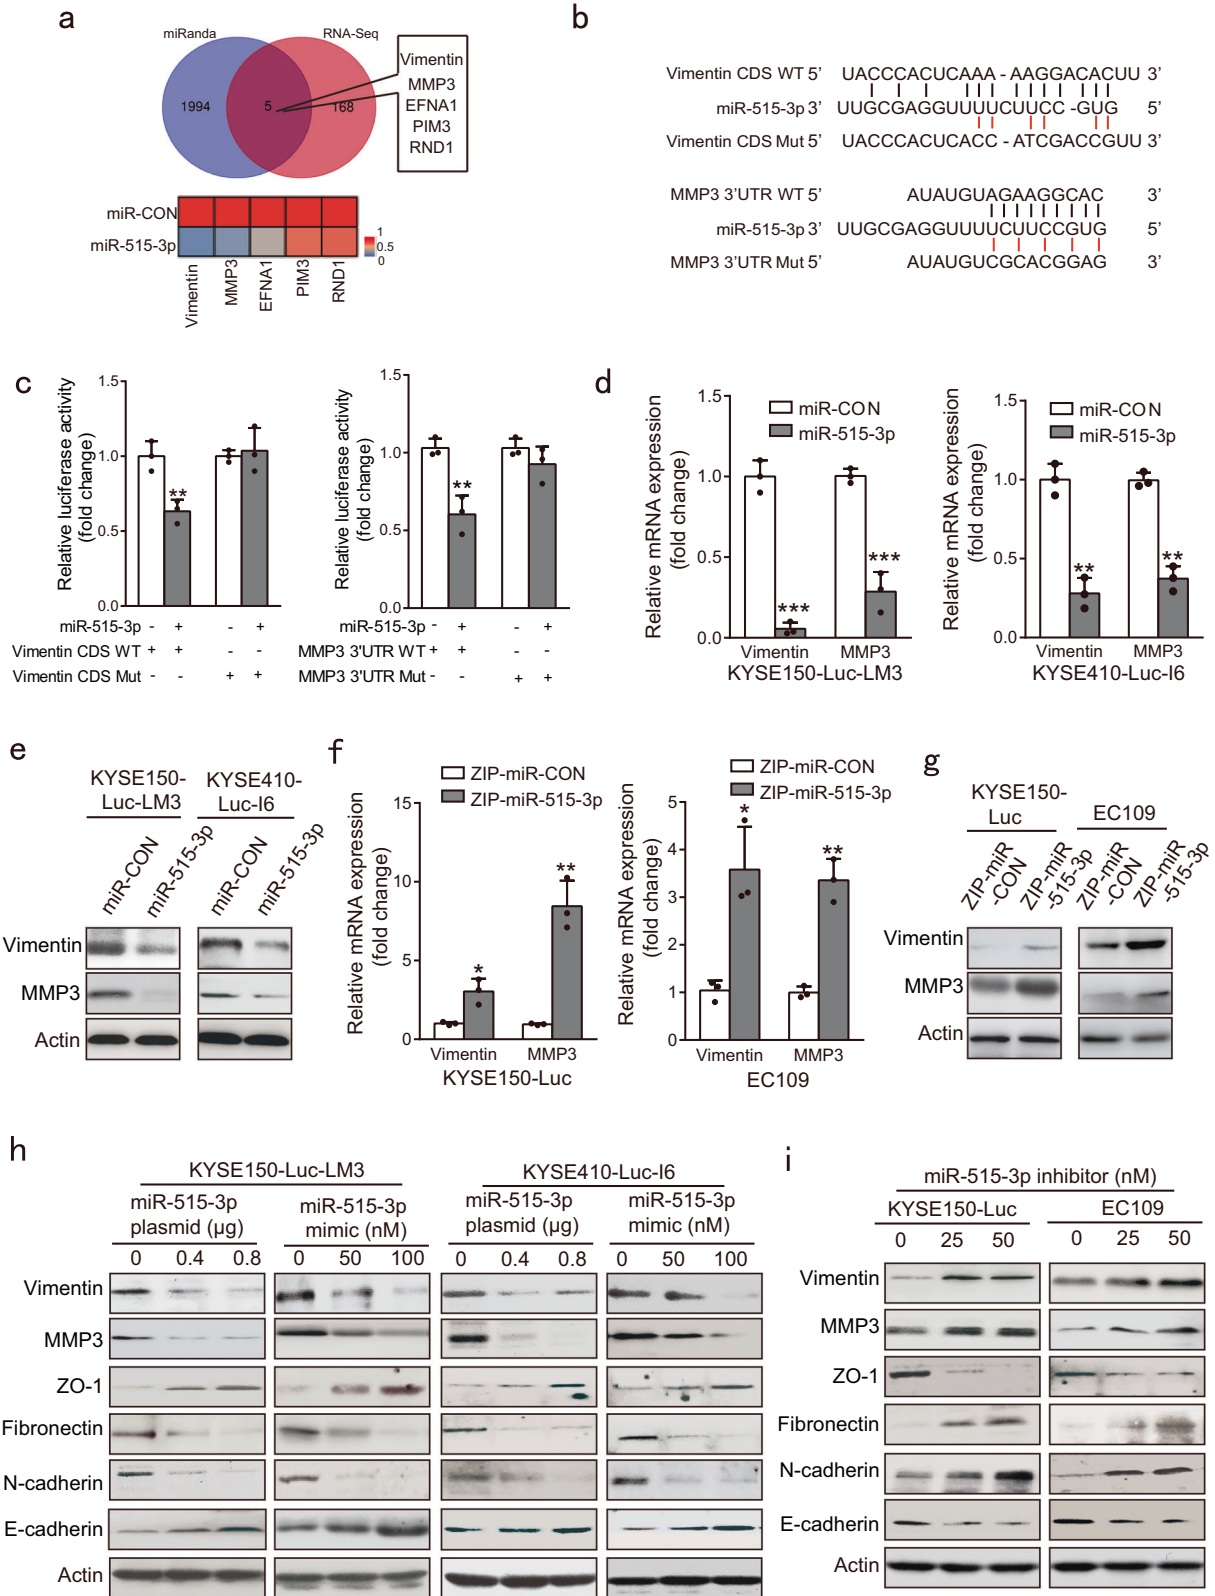 a
miRanda
RNA-Seq
1994
5
168
Vimentin
MMP3
EFNA1
PIM3
RND1
miR-CON
miR-515-3p
1
0.5
0
Vimentin
MMP3
EFNA1
PIM3
RND1
b
Vimentin CDS WT 5’ UACCCACUCAAA - AAGGACACUU 3’
miR-515-3p 3’ UUGCGAGGUUUUCUUCC -GUG 5’
Vimentin CDS Mut 5’ UACCCACUCACC - ATCGACCGUU 3’
MMP3 3’UTR WT 5’ AUAUGUAGAAGGCAC 3’
miR-515-3p 3’ UUGCGAGGUUUUCUUCCGUG 5’
MMP3 3’UTR Mut 5’ AUAUGUCGCACGGAG 3’
c
Relative luciferase activity
(fold change)
1.5
1.0
0.5
0.0
**
miR-515-3p - + - +
Vimentin CDS WT + + - -
Vimentin CDS Mut - - + +
Relative luciferase activity
(fold change)
1.5
1.0
0.5
0.0
**
miR-515-3p - + - +
MMP3 3’UTR WT + + - -
MMP3 3’UTR Mut - - + +
d
Relative mRNA expression
(fold change)
1.5
1.0
0.5
0.0
miR-CON
miR-515-3p
***
***
Vimentin MMP3
KYSE150-Luc-LM3
Relative mRNA expression
(fold change)
1.5
1.0
0.5
0.0
miR-CON
miR-515-3p
**
**
Vimentin MMP3
KYSE410-Luc-I6
e
KYSE150-
Luc-LM3
KYSE410-
Luc-I6
miR-CON
miR-515-3p
miR-CON
miR-515-3p
Vimentin
MMP3
Actin
f
Relative mRNA expression
(fold change)
15
10
5
0
ZIP-miR-CON
ZIP-miR-515-3p
*
**
Vimentin MMP3
KYSE150-Luc
Relative mRNA expression
(fold change)
5
4
3
2
1
0
ZIP-miR-CON
ZIP-miR-515-3p
*
**
Vimentin MMP3
EC109
g
KYSE150-
Luc
EC109
ZIP-miR
-CON
ZIP-miR
-515-3p
ZIP-miR
-CON
ZIP-miR
-515-3p
Vimentin
MMP3
Actin
h
KYSE150-Luc-LM3
KYSE410-Luc-I6
miR-515-3p
plasmid (μg)
miR-515-3p
mimic (nM)
miR-515-3p
plasmid (μg)
miR-515-3p
mimic (nM)
0 0.4 0.8 0 50 100 0 0.4 0.8 0 50 100
Vimentin
MMP3
ZO-1
Fibronectin
N-cadherin
E-cadherin
Actin
i
miR-515-3p inhibitor (nM)
KYSE150-Luc EC109
0 25 50 0 25 50
Vimentin
MMP3
ZO-1
Fibronectin
N-cadherin
E-cadherin
Actin